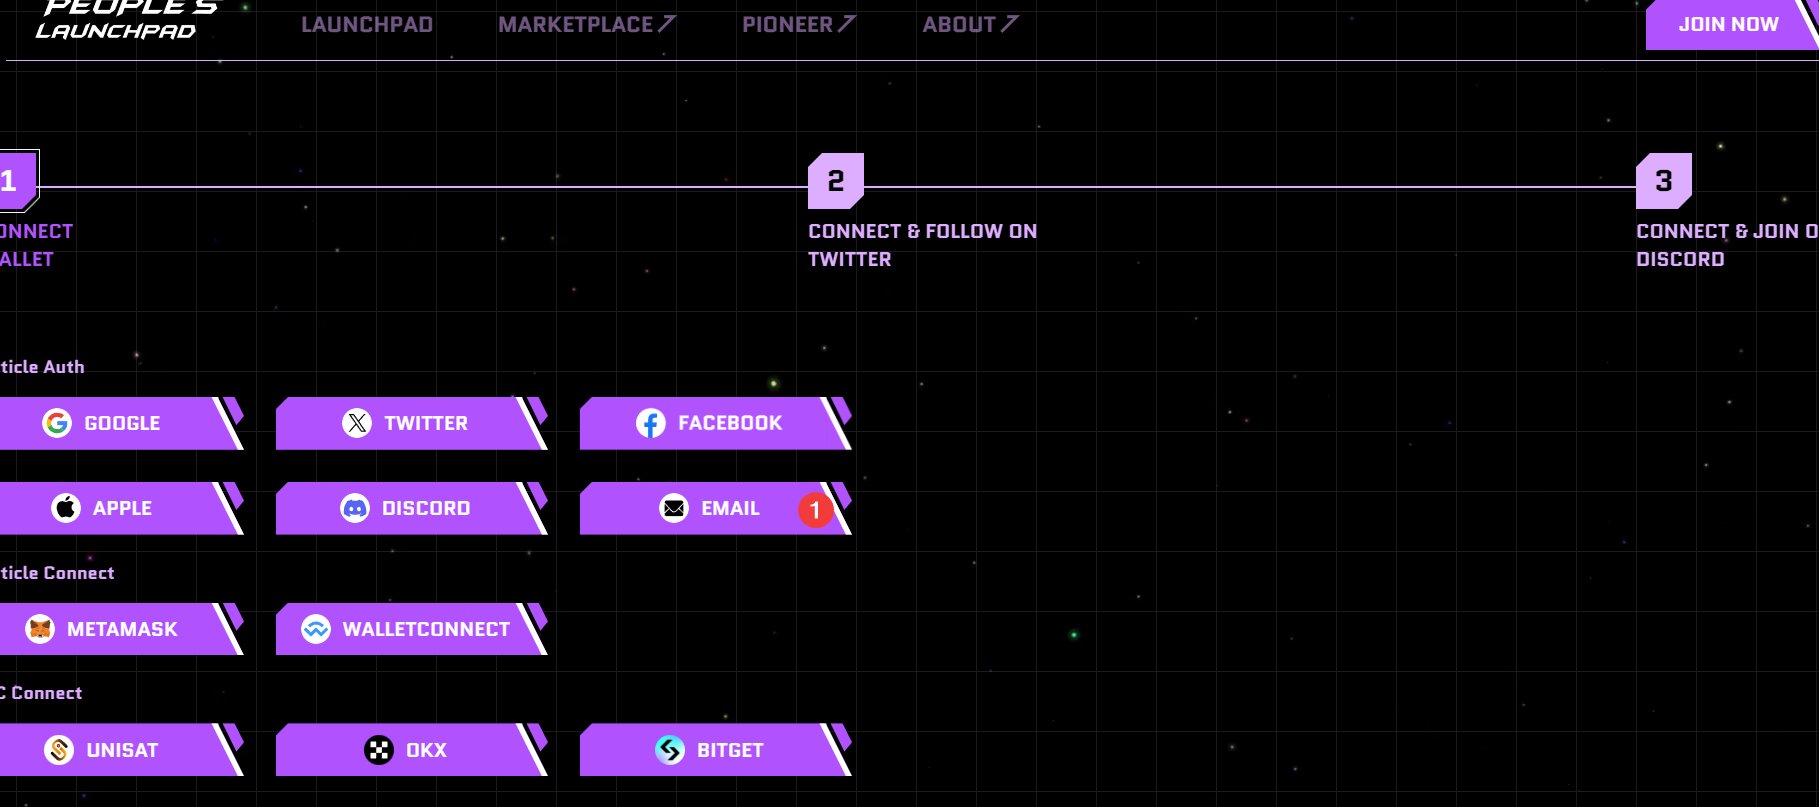 PEOPLE'S
LAUNCHPAD
LAUNCHPAD
MARKETPLACE
PIONEER
ABOUT
JOIN NOW
1
2
3
ONNECT
ALLET
CONNECT & FOLLOW ON
TWITTER
CONNECT & JOIN O
DISCORD
ticle Auth
GOOGLE
TWITTER
FACEBOOK
APPLE
DISCORD
EMAIL
1
ticle Connect
METAMASK
WALLETCONNECT
C Connect
UNISAT
OKX
BITGET